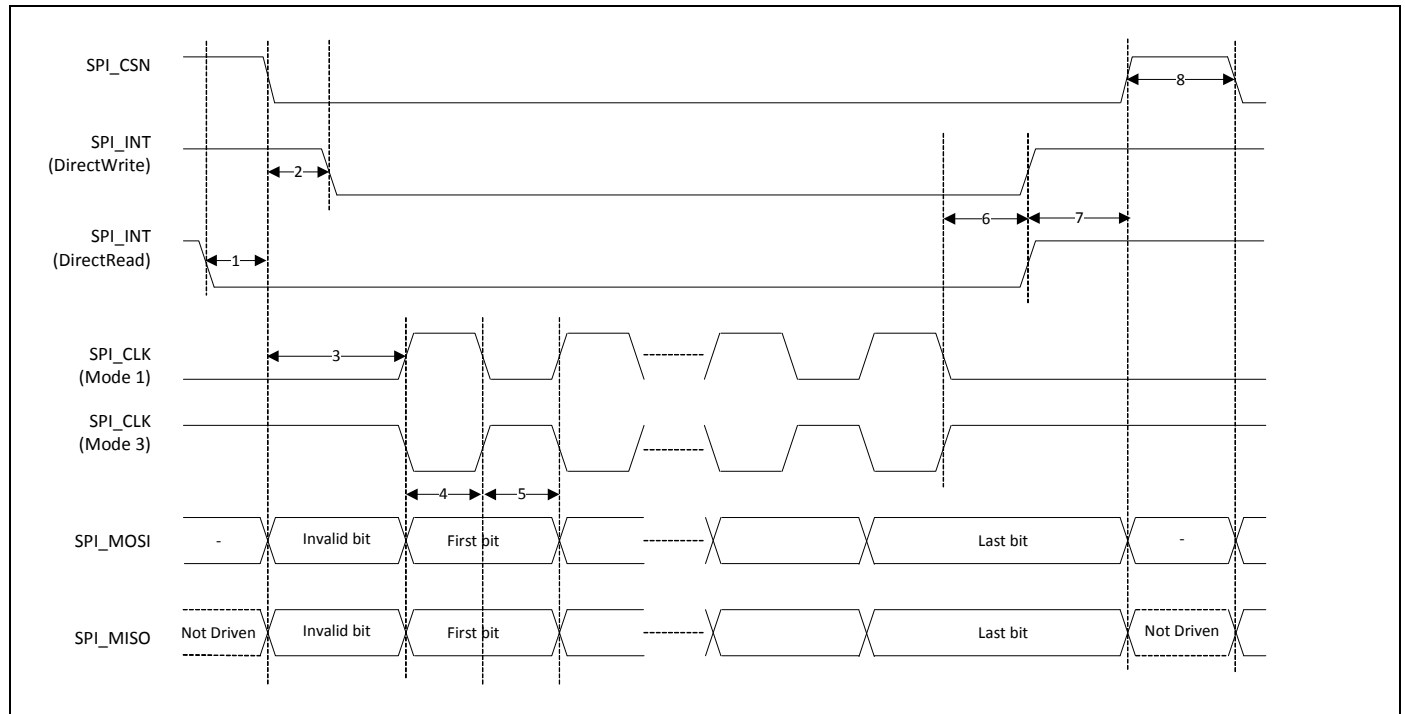 SPI_CSN
8
SPI_INT
(DirectWrite)
2
SPI_INT
(DirectRead)
6
7
1
SPI_CLK
(Mode 1)
3
SPI_CLK
(Mode 3)
4
5
SPI_MOSI
-
Invalid bit
First bit
Last bit
-
SPI_MISO
Not Driven
Invalid bit
First bit
Last bit
Not Driven